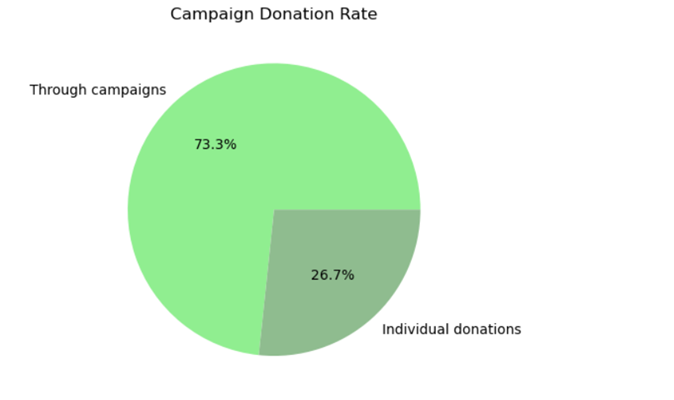 Campaign Donation Rate
Through campaigns
73.3%
26.7%
Individual donations